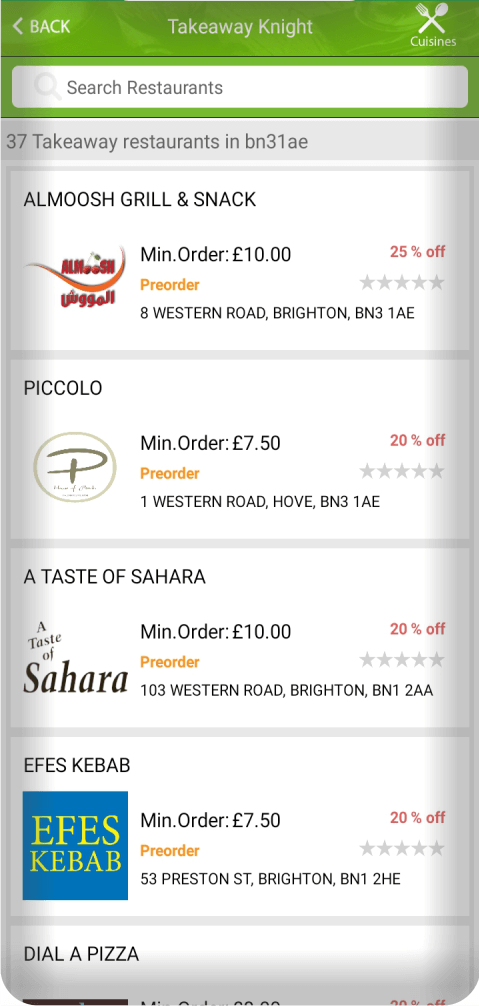 BACK
Takeaway Knight
Cuisines
Search Restaurants
37 Takeaway restaurants in bn31ae
ALMOOSH GRILL & SNACK
ALMOOSH
المووش
Min.Order: £10.00
25 % off
Preorder
8 WESTERN ROAD, BRIGHTON, BN3 1AE
PICCOLO
P
Min.Order: £7.50
20 % off
Preorder
1 WESTERN ROAD, HOVE, BN3 1AE
A TASTE OF SAHARA
A
Taste
of
Sahara
Min.Order: £10.00
20 % off
Preorder
103 WESTERN ROAD, BRIGHTON, BN1 2AA
EFES KEBAB
EFES
KEBAB
Min.Order: £7.50
20 % off
Preorder
53 PRESTON ST, BRIGHTON, BN1 2HE
DIAL A PIZZA